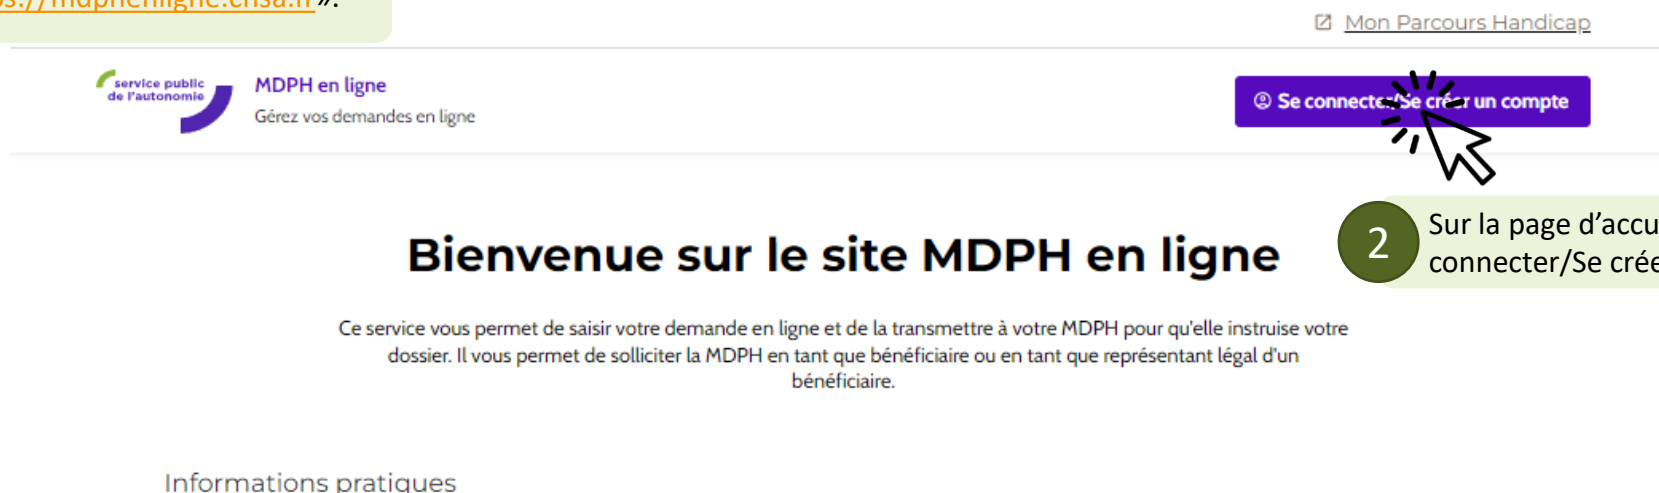 s://mdphenligne.cnsa.fr ».
Mon Parcours Handicap
service public
de l'autonomie
MDPH en ligne
Gérez vos demandes en ligne
Se connecter/Se créer un compte
Bienvenue sur le site MDPH en ligne
2
Sur la page d’accu
connecter/Se crée
Ce service vous permet de saisir votre demande en ligne et de la transmettre à votre MDPH pour qu'elle instruise votre
dossier. Il vous permet de solliciter la MDPH en tant que bénéficiaire ou en tant que représentant légal d'un
bénéficiaire.
Informations pratiques